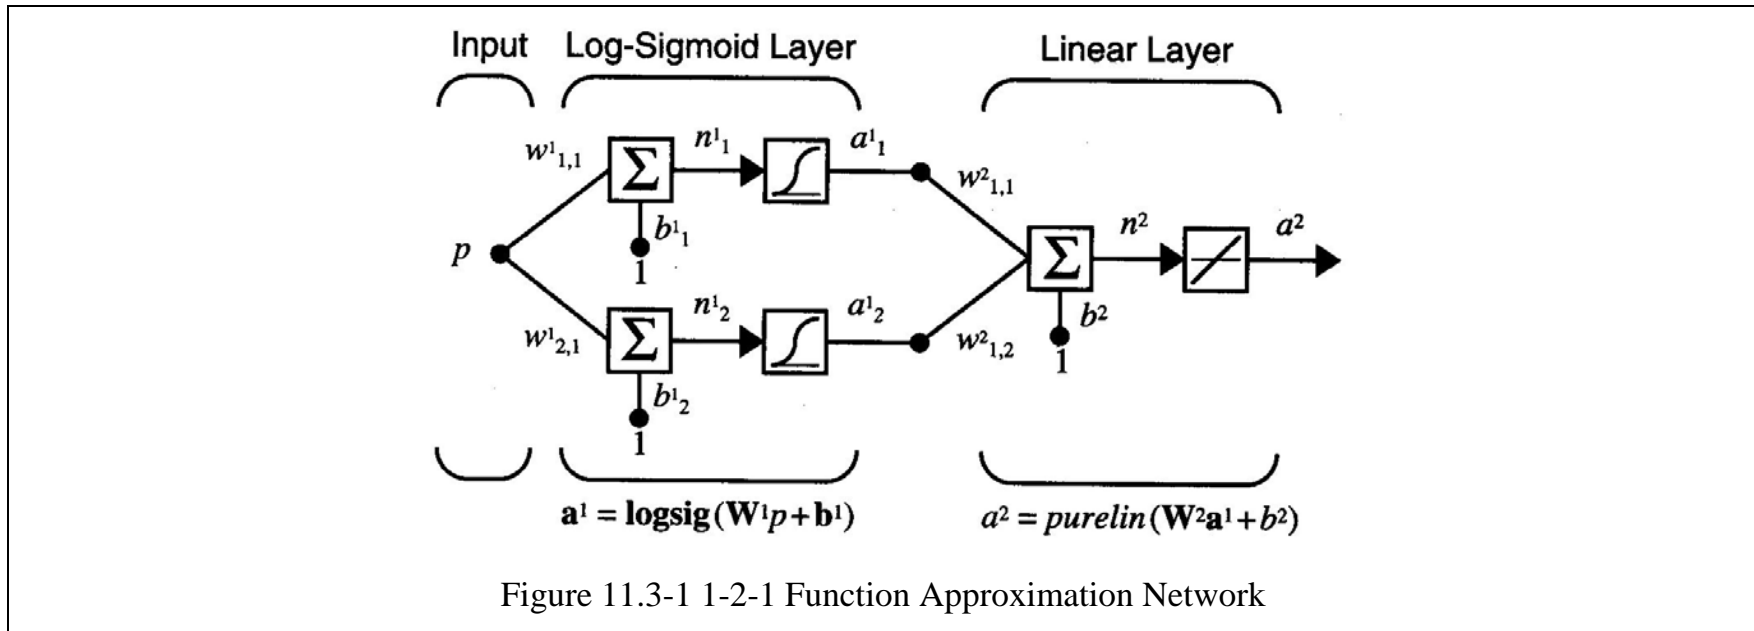 Input Log-Sigmoid Layer Linear Layer
w¹₁,₁ Σ n¹₁ a¹₁ w²₁,₁
b¹₁
1
p Σ n² a²
w¹₂,₁ Σ n¹₂ a¹₂ w²₁,₂ b²
1
b¹₂
1
a¹ = logsig(W¹p+b¹) a² = purelin(W²a¹+b²)
Figure 11.3-1 1-2-1 Function Approximation Network